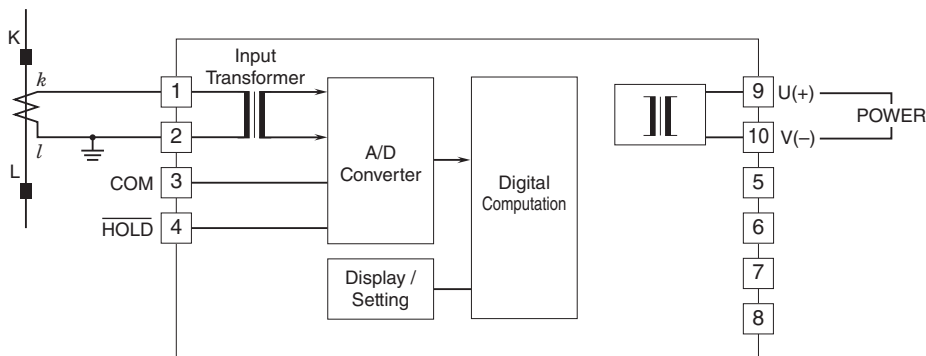 K
k
l
L
1
2
3
4
COM
HOLD
Input
Transformer
A/D
Converter
Display /
Setting
Digital
Computation
9
10
5
6
7
8
U(+)
V(–)
POWER